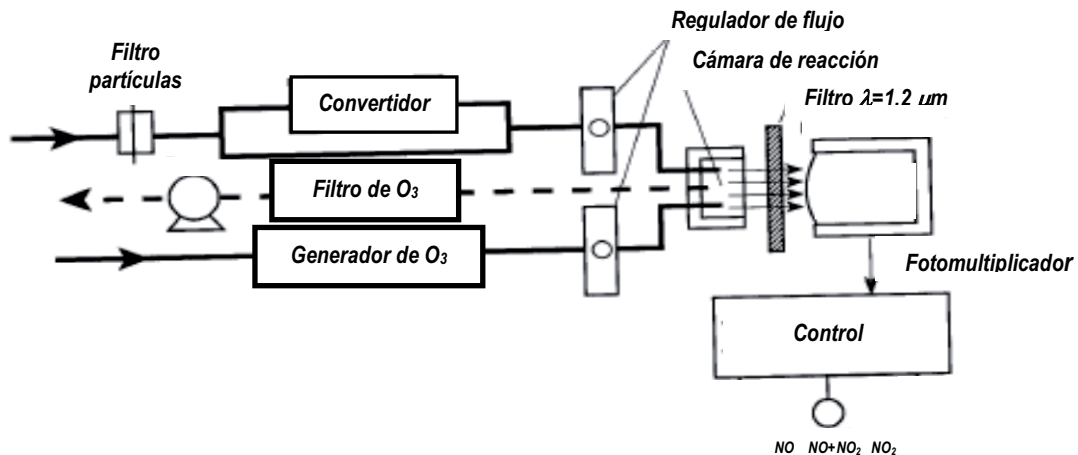 Regulador de flujo
Filtro
partículas
Cámara de reacción
Convertidor
Filtro λ=1.2 μm
Filtro de O₃
Generador de O₃
Fotomultiplicador
Control
NO NO+NO₂ NO₂